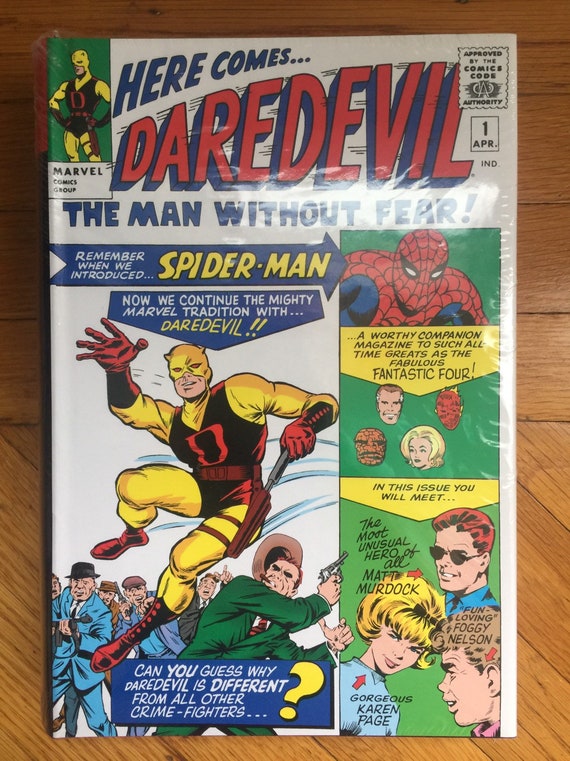 HERE COMES...
DAREDEVIL
THE MAN WITHOUT FEAR!
MARVEL
COMICS
GROUP
APPROVED
BY THE
COMICS
CODE
CA
AUTHORITY
1
APR.
IND.
REMEMBER
WHEN WE
INTRODUCED...
SPIDER-MAN
NOW WE CONTINUE THE MIGHTY
MARVEL TRADITION WITH...
DAREDEVIL!!
...A WORTHY COMPANION
MAGAZINE TO SUCH ALL-
TIME GREATS AS THE
FABULOUS
FANTASTIC FOUR!
IN THIS ISSUE YOU
WILL MEET...
The
Most
UNUSUAL
HERO of
all
MATT
MURDOCK
"FUN-
LOVING"
FOGGY
NELSON
GORGEOUS
KAREN
PAGE
CAN YOU GUESS WHY
DAREDEVIL IS DIFFERENT
FROM ALL OTHER
CRIME-FIGHTERS...
?